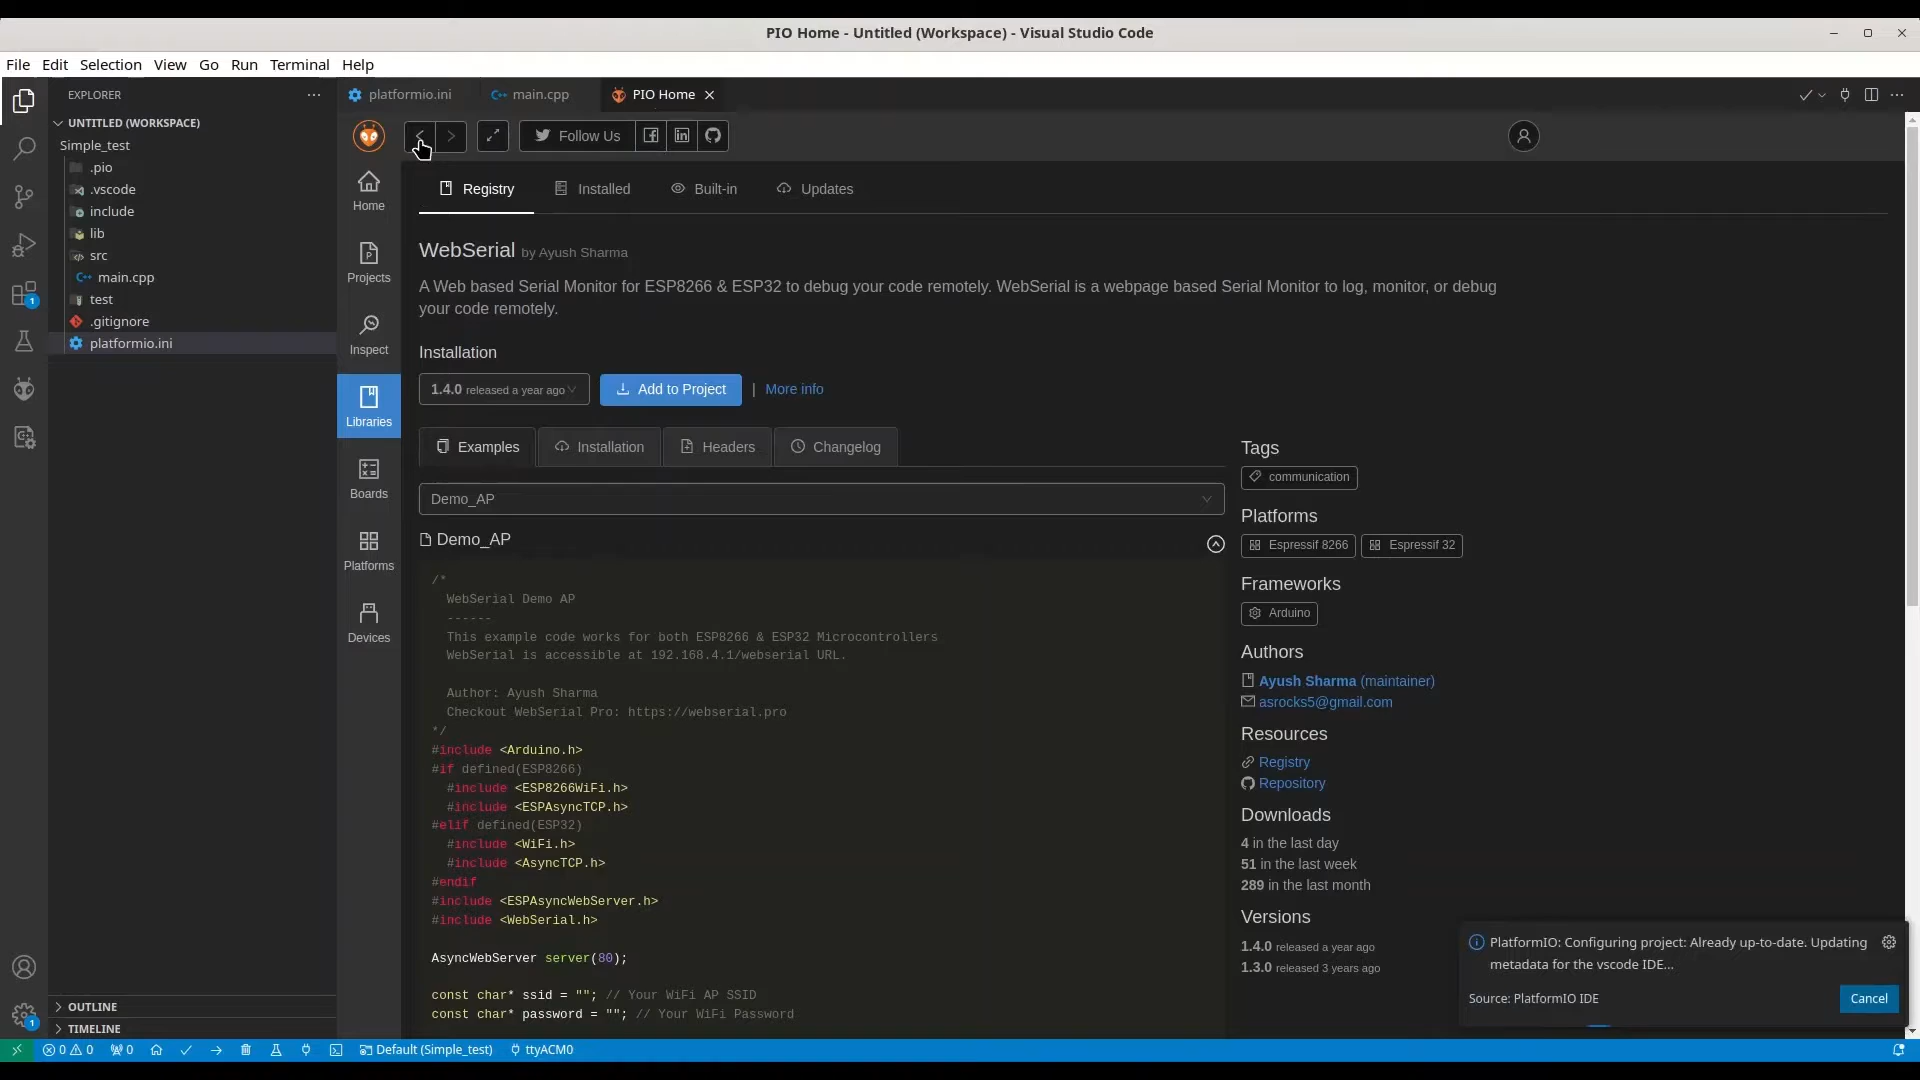 PIO Home - Untitled (Workspace) - Visual Studio Code
File Edit Selection View Go Run Terminal Help
EXPLORER
platformio.ini
main.cpp
PIO Home
UNTITLED (WORKSPACE)
Simple_test
.pio
.vscode
include
lib
src
main.cpp
test
.gitignore
platformio.ini
OUTLINE
TIMELINE
1
1
Follow Us
Home
Projects
Inspect
Libraries
Boards
Platforms
Devices
Registry
Installed
Built-in
Updates
WebSerial by Ayush Sharma
A Web based Serial Monitor for ESP8266 & ESP32 to debug your code remotely. WebSerial is a webpage based Serial Monitor to log, monitor, or debug
your code remotely.
Installation
1.4.0 released a year ago
Add to Project
| More info
Examples
Installation
Headers
Changelog
Demo_AP
Demo_AP
/*
WebSerial Demo AP
------
This example code works for both ESP8266 & ESP32 Microcontrollers
WebSerial is accessible at 192.168.4.1/webserial URL.
Author: Ayush Sharma
Checkout WebSerial Pro: https://webserial.pro
*/
#include <Arduino.h>
#if defined(ESP8266)
#include <ESP8266WiFi.h>
#include <ESPAsyncTCP.h>
#elif defined(ESP32)
#include <WiFi.h>
#include <AsyncTCP.h>
#endif
#include <ESPAsyncWebServer.h>
#include <WebSerial.h>
AsyncWebServer server(80);
const char* ssid = ""; // Your WiFi AP SSID
const char* password = ""; // Your WiFi Password
Tags
communication
Platforms
Espressif 8266
Espressif 32
Frameworks
Arduino
Authors
Ayush Sharma (maintainer)
asrocks5@gmail.com
Resources
Registry
Repository
Downloads
4 in the last day
51 in the last week
289 in the last month
Versions
1.4.0 released a year ago
1.3.0 released 3 years ago
PlatformIO: Configuring project: Already up-to-date. Updating
metadata for the vscode IDE...
Source: PlatformIO IDE
Cancel
0 0 0 Default (Simple_test) ttyACM0